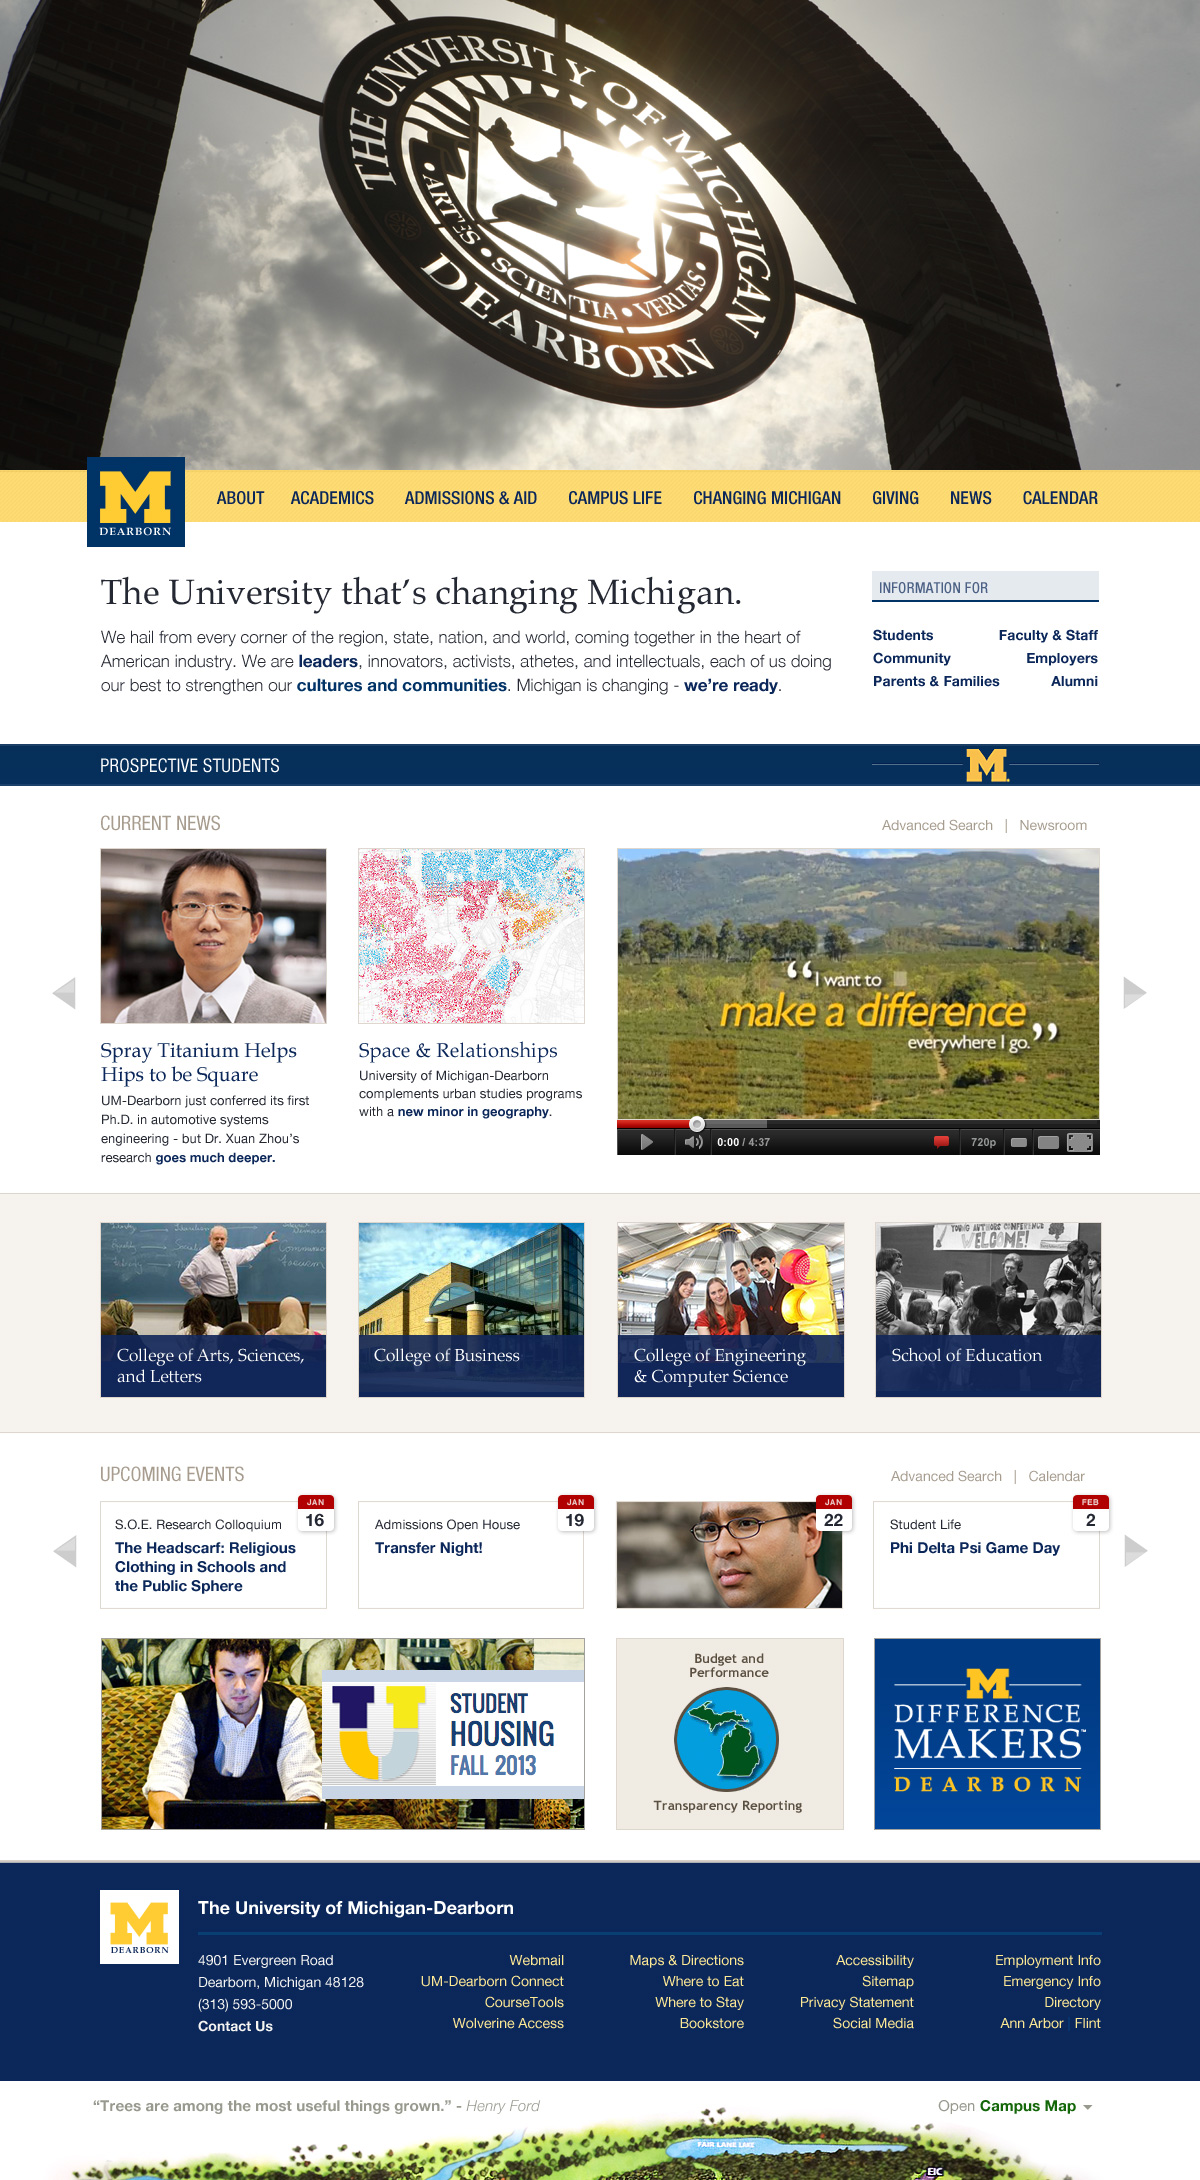 THE UNIVERSITY OF MICHIGAN
ARTES · SCIENTIA · VERITAS
DEARBORN
M
DEARBORN
ABOUT ACADEMICS ADMISSIONS & AID CAMPUS LIFE CHANGING MICHIGAN GIVING NEWS CALENDAR
The University that's changing Michigan.
We hail from every corner of the region, state, nation, and world, coming together in the heart of
American industry. We are leaders, innovators, activists, athetes, and intellectuals, each of us doing
our best to strengthen our cultures and communities. Michigan is changing - we're ready.
INFORMATION FOR
Students Faculty & Staff
Community Employers
Parents & Families Alumni
PROSPECTIVE STUDENTS
M
CURRENT NEWS
Advanced Search | Newsroom
Spray Titanium Helps
Hips to be Square
UM-Dearborn just conferred its first
Ph.D. in automotive systems
engineering - but Dr. Xuan Zhou's
research goes much deeper.
Space & Relationships
University of Michigan-Dearborn
complements urban studies programs
with a new minor in geography.
“I want to
make a difference
everywhere I go.”
0:00 / 4:37
720p
YOUNG AUTHORS CONFERENCE
WELCOME!
College of Arts, Sciences,
and Letters
College of Business
College of Engineering
& Computer Science
School of Education
UPCOMING EVENTS
Advanced Search | Calendar
JAN
16
S.O.E. Research Colloquium
The Headscarf: Religious
Clothing in Schools and
the Public Sphere
JAN
19
Admissions Open House
Transfer Night!
JAN
22
FEB
2
Student Life
Phi Delta Psi Game Day
U
STUDENT
HOUSING
FALL 2013
Budget and
Performance
Transparency Reporting
M
DIFFERENCE
MAKERS™
DEARBORN
M
DEARBORN
The University of Michigan-Dearborn
4901 Evergreen Road
Dearborn, Michigan 48128
(313) 593-5000
Contact Us
Webmail
UM-Dearborn Connect
CourseTools
Wolverine Access
Maps & Directions
Where to Eat
Where to Stay
Bookstore
Accessibility
Sitemap
Privacy Statement
Social Media
Employment Info
Emergency Info
Directory
Ann Arbor | Flint
“Trees are among the most useful things grown.” - Henry Ford
Open Campus Map
FAIR LANE LAKE
EIC